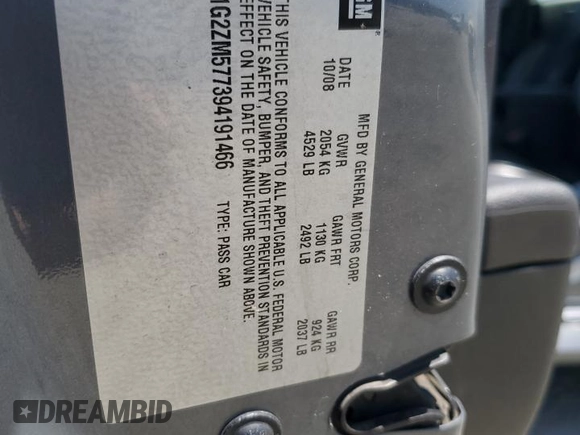 GM
MFD BY GENERAL MOTORS CORP.
DATE GVWR GAWR FRT GAWR RR
10/08 2054 KG 1130 KG 924 KG
4529 LB 2492 LB 2037 LB
THIS VEHICLE CONFORMS TO ALL APPLICABLE U.S. FEDERAL MOTOR
VEHICLE SAFETY, BUMPER, AND THEFT PREVENTION STANDARDS IN
EFFECT ON THE DATE OF MANUFACTURE SHOWN ABOVE.
1G2ZM577394191466 TYPE: PASS CAR
DREAMBID